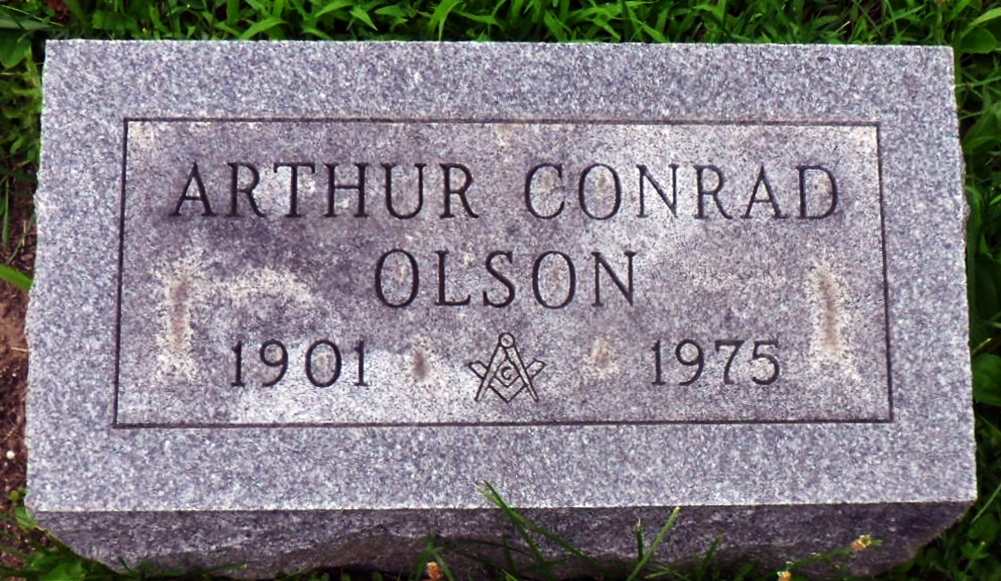 ARTHUR CONRAD
OLSON
1901 G 1975